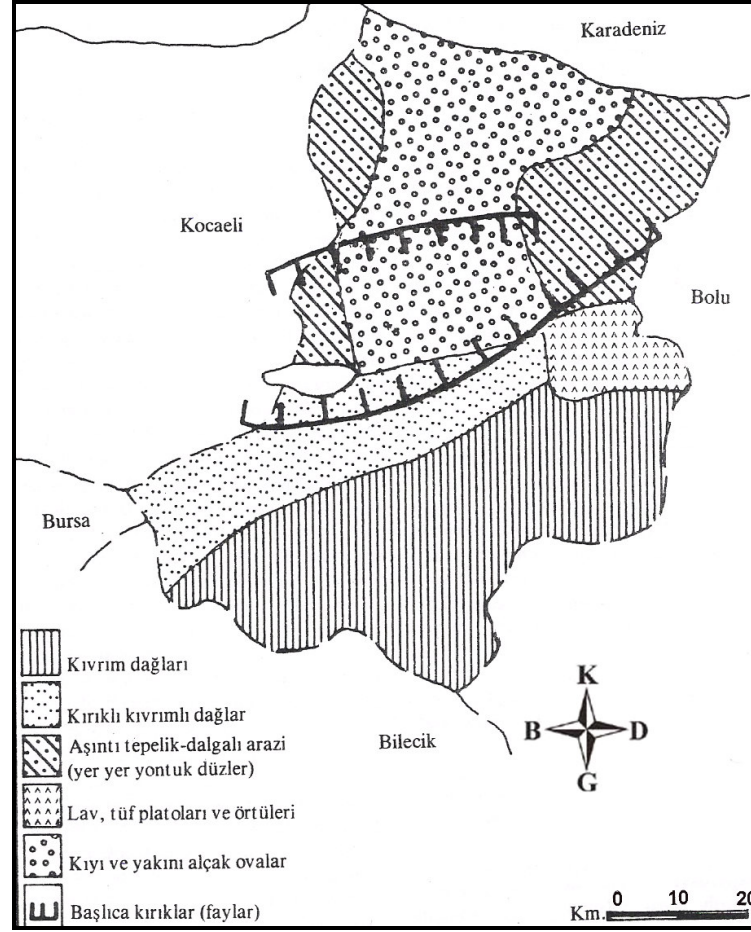 Karadeniz
Kocaeli
Bolu
Bursa
Bilecik
Kıvrım dağları
Kırıklı kıvrımlı dağlar
Aşıntı tepelik-dalgalı arazi
(yer yer yontuk düzler)
Lav, tüf platoları ve örtüleri
Kıyı ve yakını alçak ovalar
Başlıca kırıklar (faylar)
K
B D
G
0 10 20
Km.